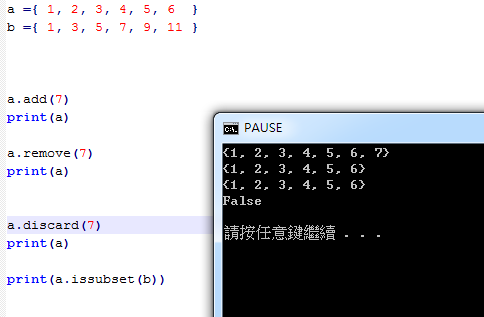 a ={ 1, 2, 3, 4, 5, 6  }
b ={ 1, 3, 5, 7, 9, 11 }
a.add(7)
print(a)
a.remove(7)
print(a)
a.discard(7)
print(a)
print(a.issubset(b))
C:\. PAUSE
{1, 2, 3, 4, 5, 6, 7}
{1, 2, 3, 4, 5, 6}
{1, 2, 3, 4, 5, 6}
False
請按任意鍵繼續 . . .